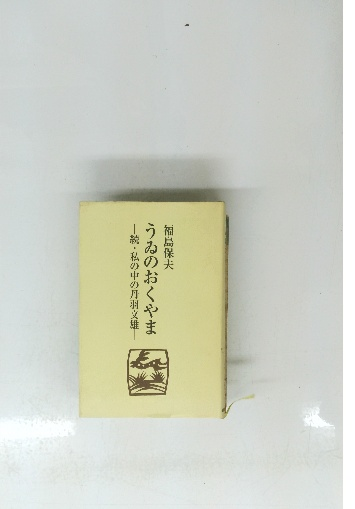 福島保夫
うゐのおくやま
―続・私の中の丹羽文雄―